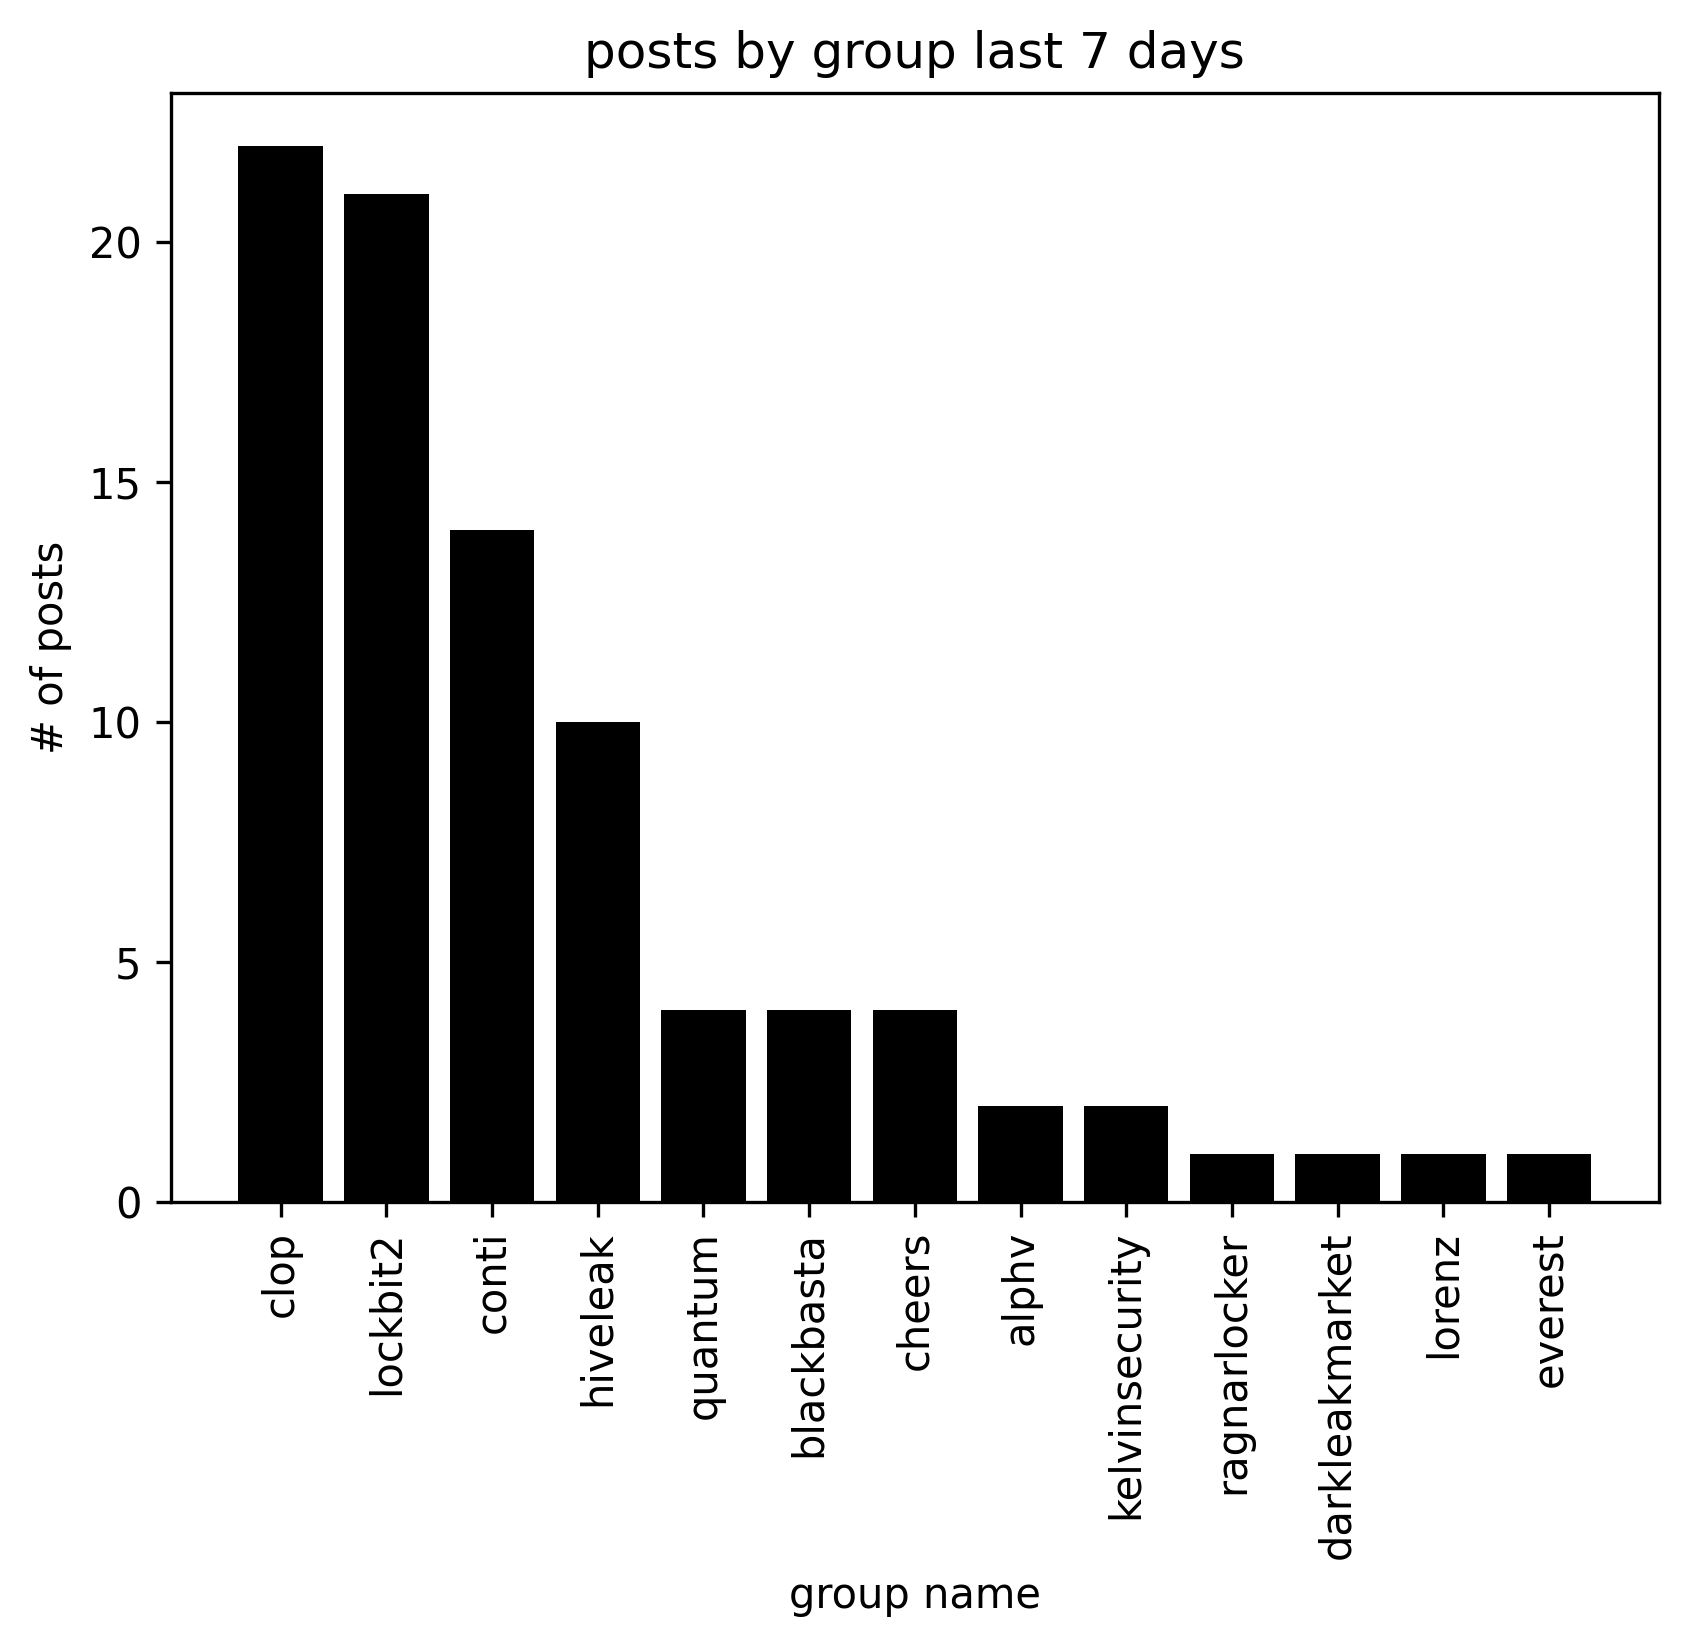 posts by group last 7 days
# of posts
20
15
10
5
0
clop
lockbit2
conti
hiveleak
quantum
blackbasta
cheers
alphv
kelvinsecurity
ragnarlocker
darkleakmarket
lorenz
everest
group name